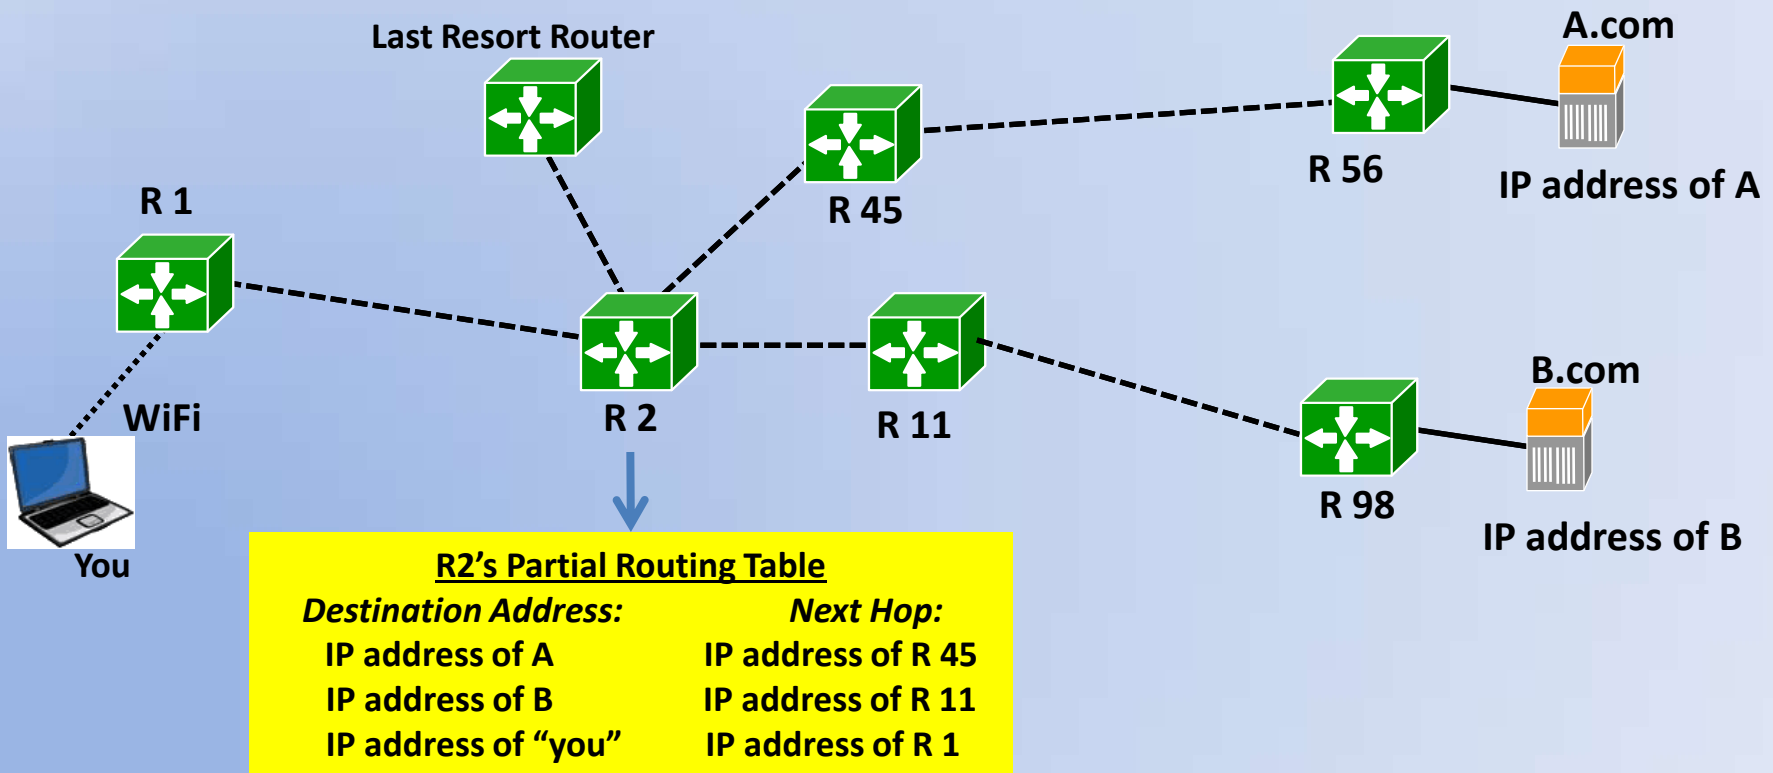 Last Resort Router
A.com
R 56
IP address of A
R 1
R 45
WiFi
R 2
R 11
B.com
R 98
IP address of B
You
R2’s Partial Routing Table
Destination Address: Next Hop:
IP address of A IP address of R 45
IP address of B IP address of R 11
IP address of “you” IP address of R 1